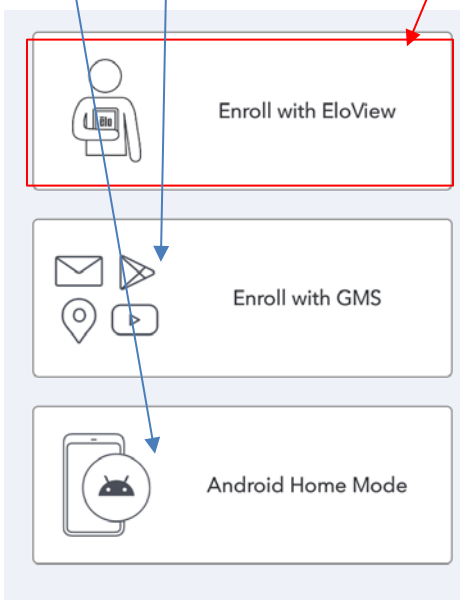 elo
Enroll with EloView
Enroll with GMS
Android Home Mode